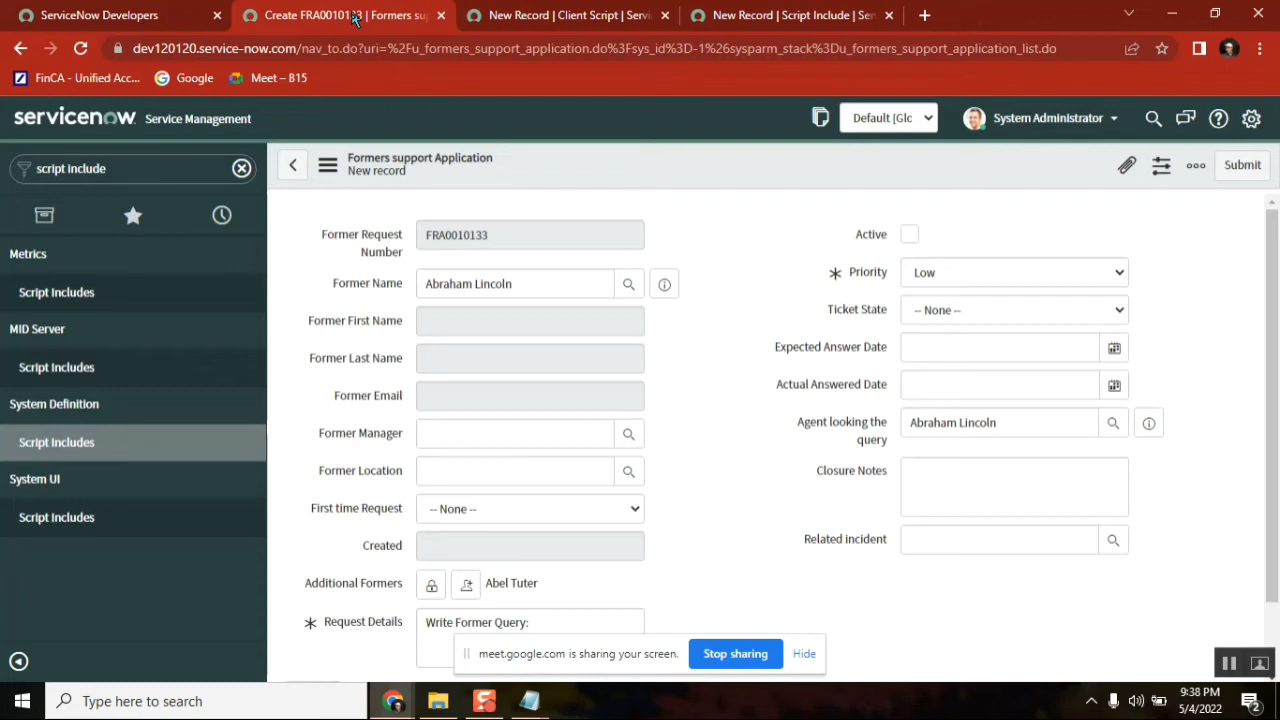 ServiceNow Developers
Create FRA0010133 | Formers su
New Record | Client Script | Servi
New Record | Script Include | Se
dev120120.service-now.com/nav_to.do?uri=%2Fu_formers_support_application.do%3Fsys_id%3D-1%26sysparm_stack%3Du_formers_support_application_list.do
FinCA - Unified Acc...
Google
Meet – B15
servicenow
Service Management
Default [Glc
System Administrator
script include
Formers support Application
New record
Submit
Metrics
Script Includes
MID Server
Script Includes
System Definition
Script Includes
System UI
Script Includes
Former Request
Number
FRA0010133
Former Name
Abraham Lincoln
Former First Name
Former Last Name
Former Email
Former Manager
Former Location
First time Request
-- None --
Created
Additional Formers
Abel Tuter
Request Details
Write Former Query:
Active
Priority
Low
Ticket State
-- None --
Expected Answer Date
Actual Answered Date
Agent looking the
query
Abraham Lincoln
Closure Notes
Related incident
meet.google.com is sharing your screen.
Stop sharing
Hide
Type here to search
9:38 PM
5/4/2022
2